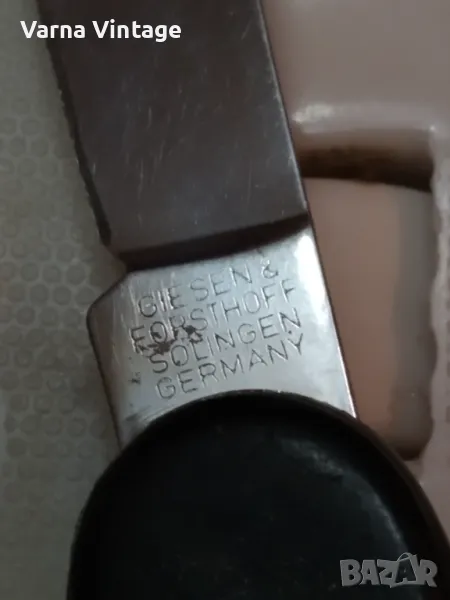 Varna Vintage
GIESEN &
FORSTHOFF
SOLINGEN
GERMANY
BAZAR